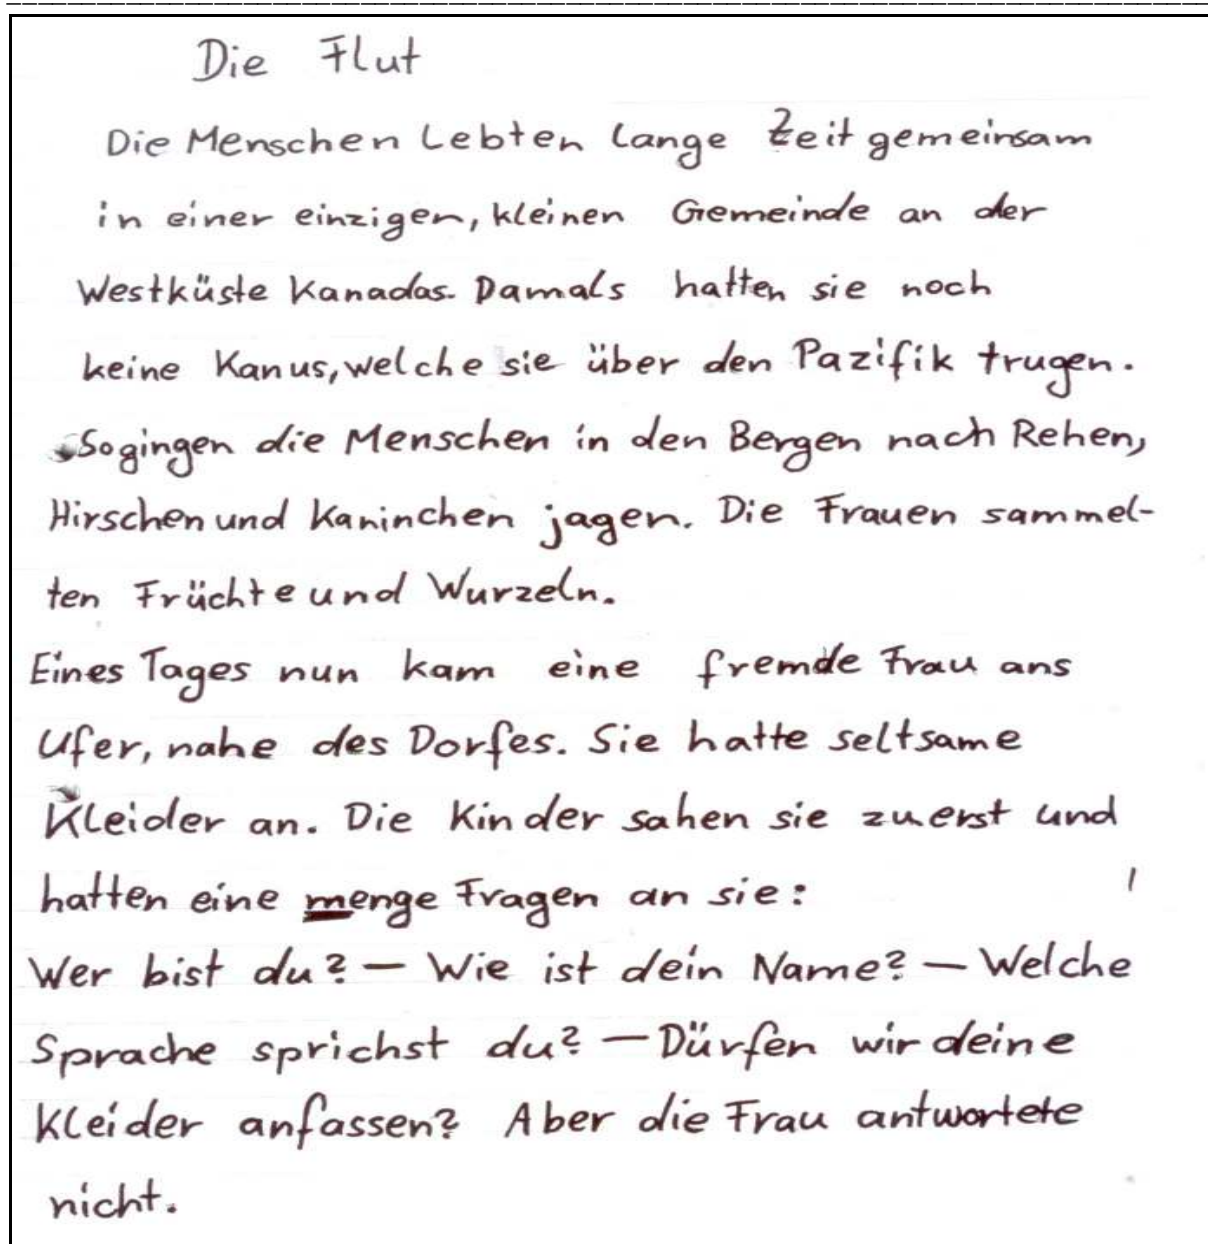 Die Flut
Die Menschen Lebten lange Zeit gemeinsam
in einer einzigen, kleinen Gemeinde an der
Westküste Kanadas. Damals hatten sie noch
keine Kanus, welche sie über den Pazifik trugen.
So gingen die Menschen in den Bergen nach Rehen,
Hirschen und Kaninchen jagen. Die Frauen sammel-
ten Früchte und Wurzeln.
Eines Tages nun kam eine fremde Frau ans
Ufer, nahe des Dorfes. Sie hatte seltsame
Kleider an. Die Kinder sahen sie zuerst und
hatten eine menge Fragen an sie: I
Wer bist du? — Wie ist dein Name? — Welche
Sprache sprichst du? — Dürfen wir deine
Kleider anfassen? Aber die Frau antwortete
nicht.